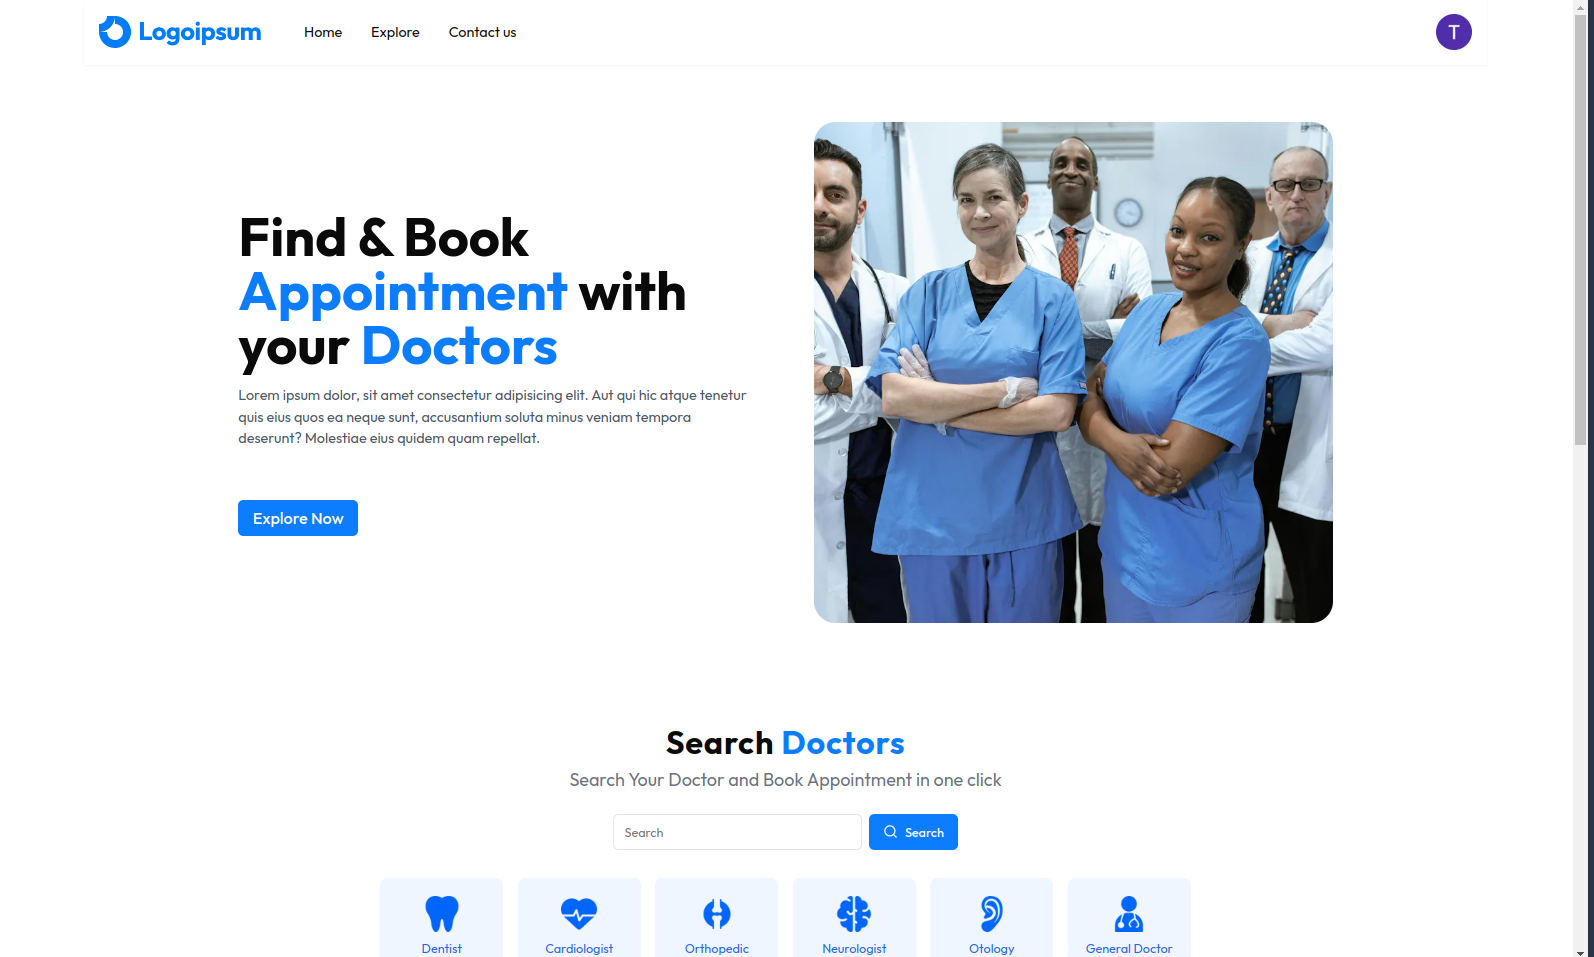 Logoipsum
Home
Explore
Contact us
T
Find & Book
Appointment with
your Doctors
Lorem ipsum dolor, sit amet consectetur adipisicing elit. Aut qui hic atque tenetur
quis eius quos ea neque sunt, accusantium soluta minus veniam tempora
deserunt? Molestiae eius quidem quam repellat.
Explore Now
Search Doctors
Search Your Doctor and Book Appointment in one click
Search
Search
Dentist
Cardiologist
Orthopedic
Neurologist
Otology
General Doctor